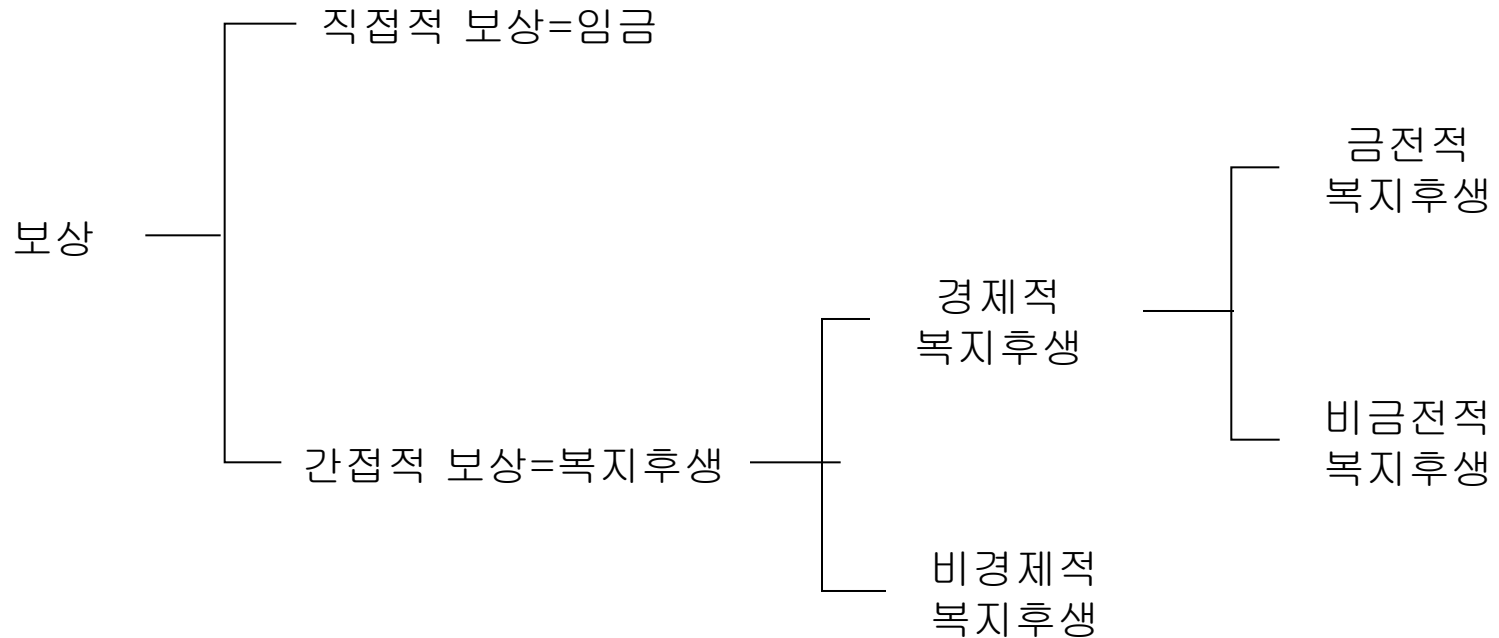 직접적 보상=임금
보상
간접적 보상=복지후생
경제적
복지후생
비경제적
복지후생
금전적
복지후생
비금전적
복지후생